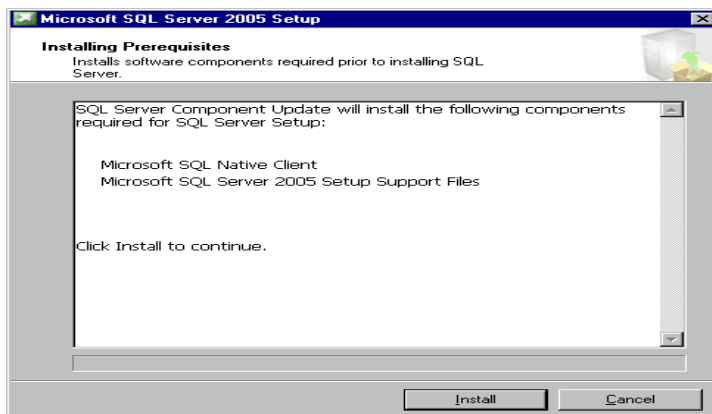 Microsoft SQL Server 2005 Setup
Installing Prerequisites
Installs software components required prior to installing SQL
Server.
SQL Server Component Update will install the following components
required for SQL Server Setup:
Microsoft SQL Native Client
Microsoft SQL Server 2005 Setup Support Files
Click Install to continue.
Install
Cancel